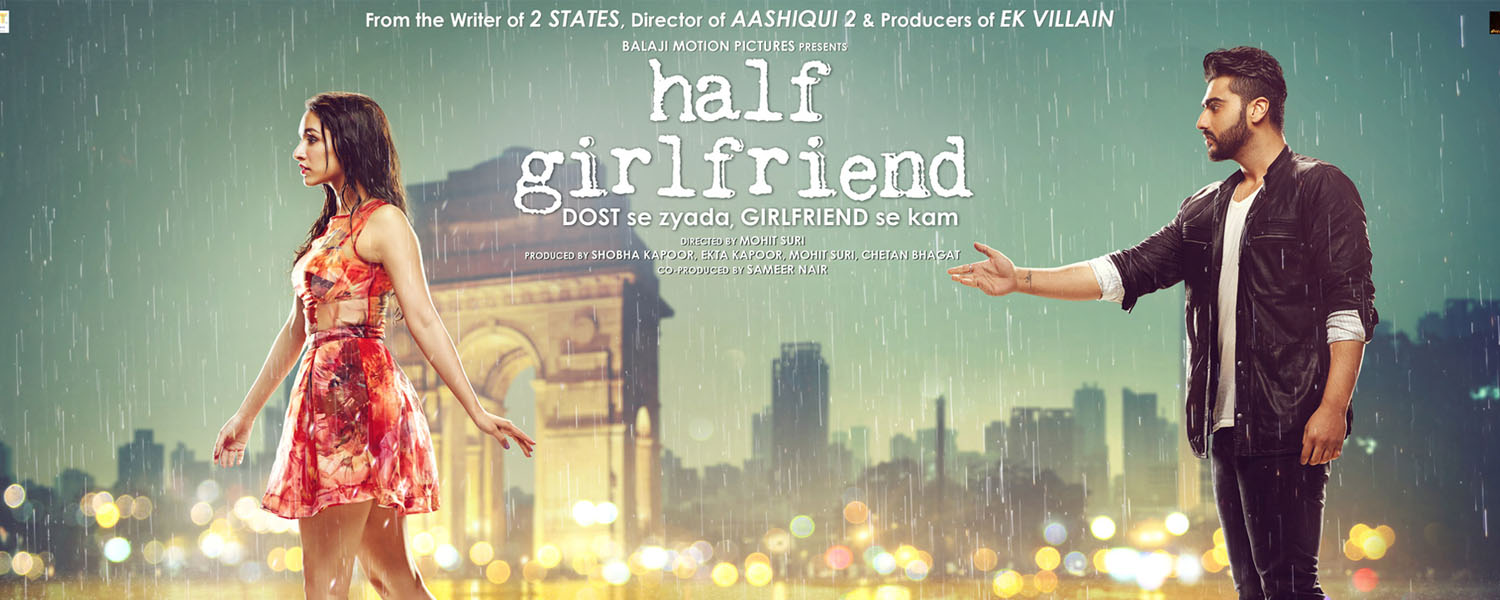 From the Writer of 2 STATES, Director of AASHIQUI 2 & Producers of EK VILLAIN
BALAJI MOTION PICTURES PRESENTS
half
girlfriend
DOST se zyada, GIRLFRIEND se kam
DIRECTED BY MOHIT SURI
PRODUCED BY SHOBHA KAPOOR, EKTA KAPOOR, MOHIT SURI, CHETAN BHAGAT
CO-PRODUCED BY SAMEER NAIR